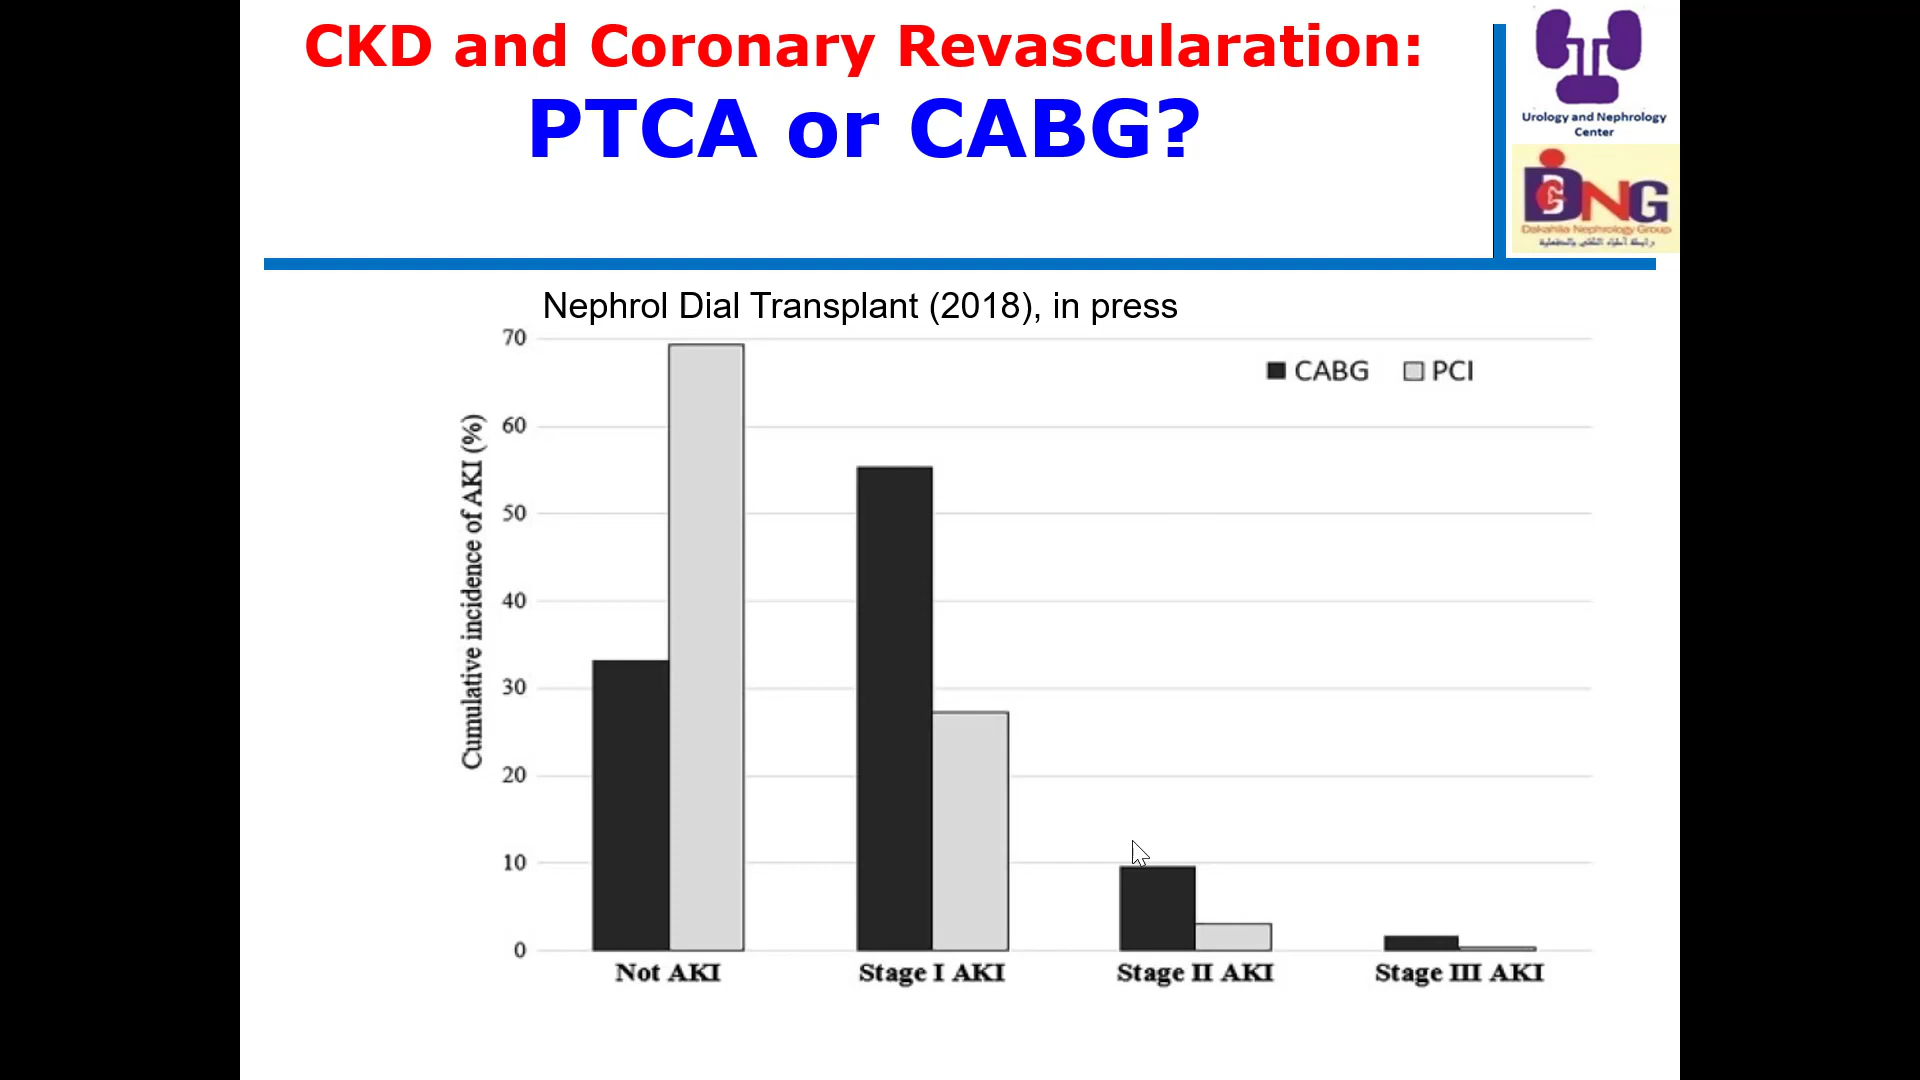 CKD and Coronary Revascularation:
PTCA or CABG?
Urology and Nephrology
Center
DNG
Dakahlia Nephrology Group
Nephrol Dial Transplant (2018), in press
CABG PCI
Cumulative incidence of AKI (%)
70
60
50
40
30
20
10
0
Not AKI Stage I AKI Stage II AKI Stage III AKI